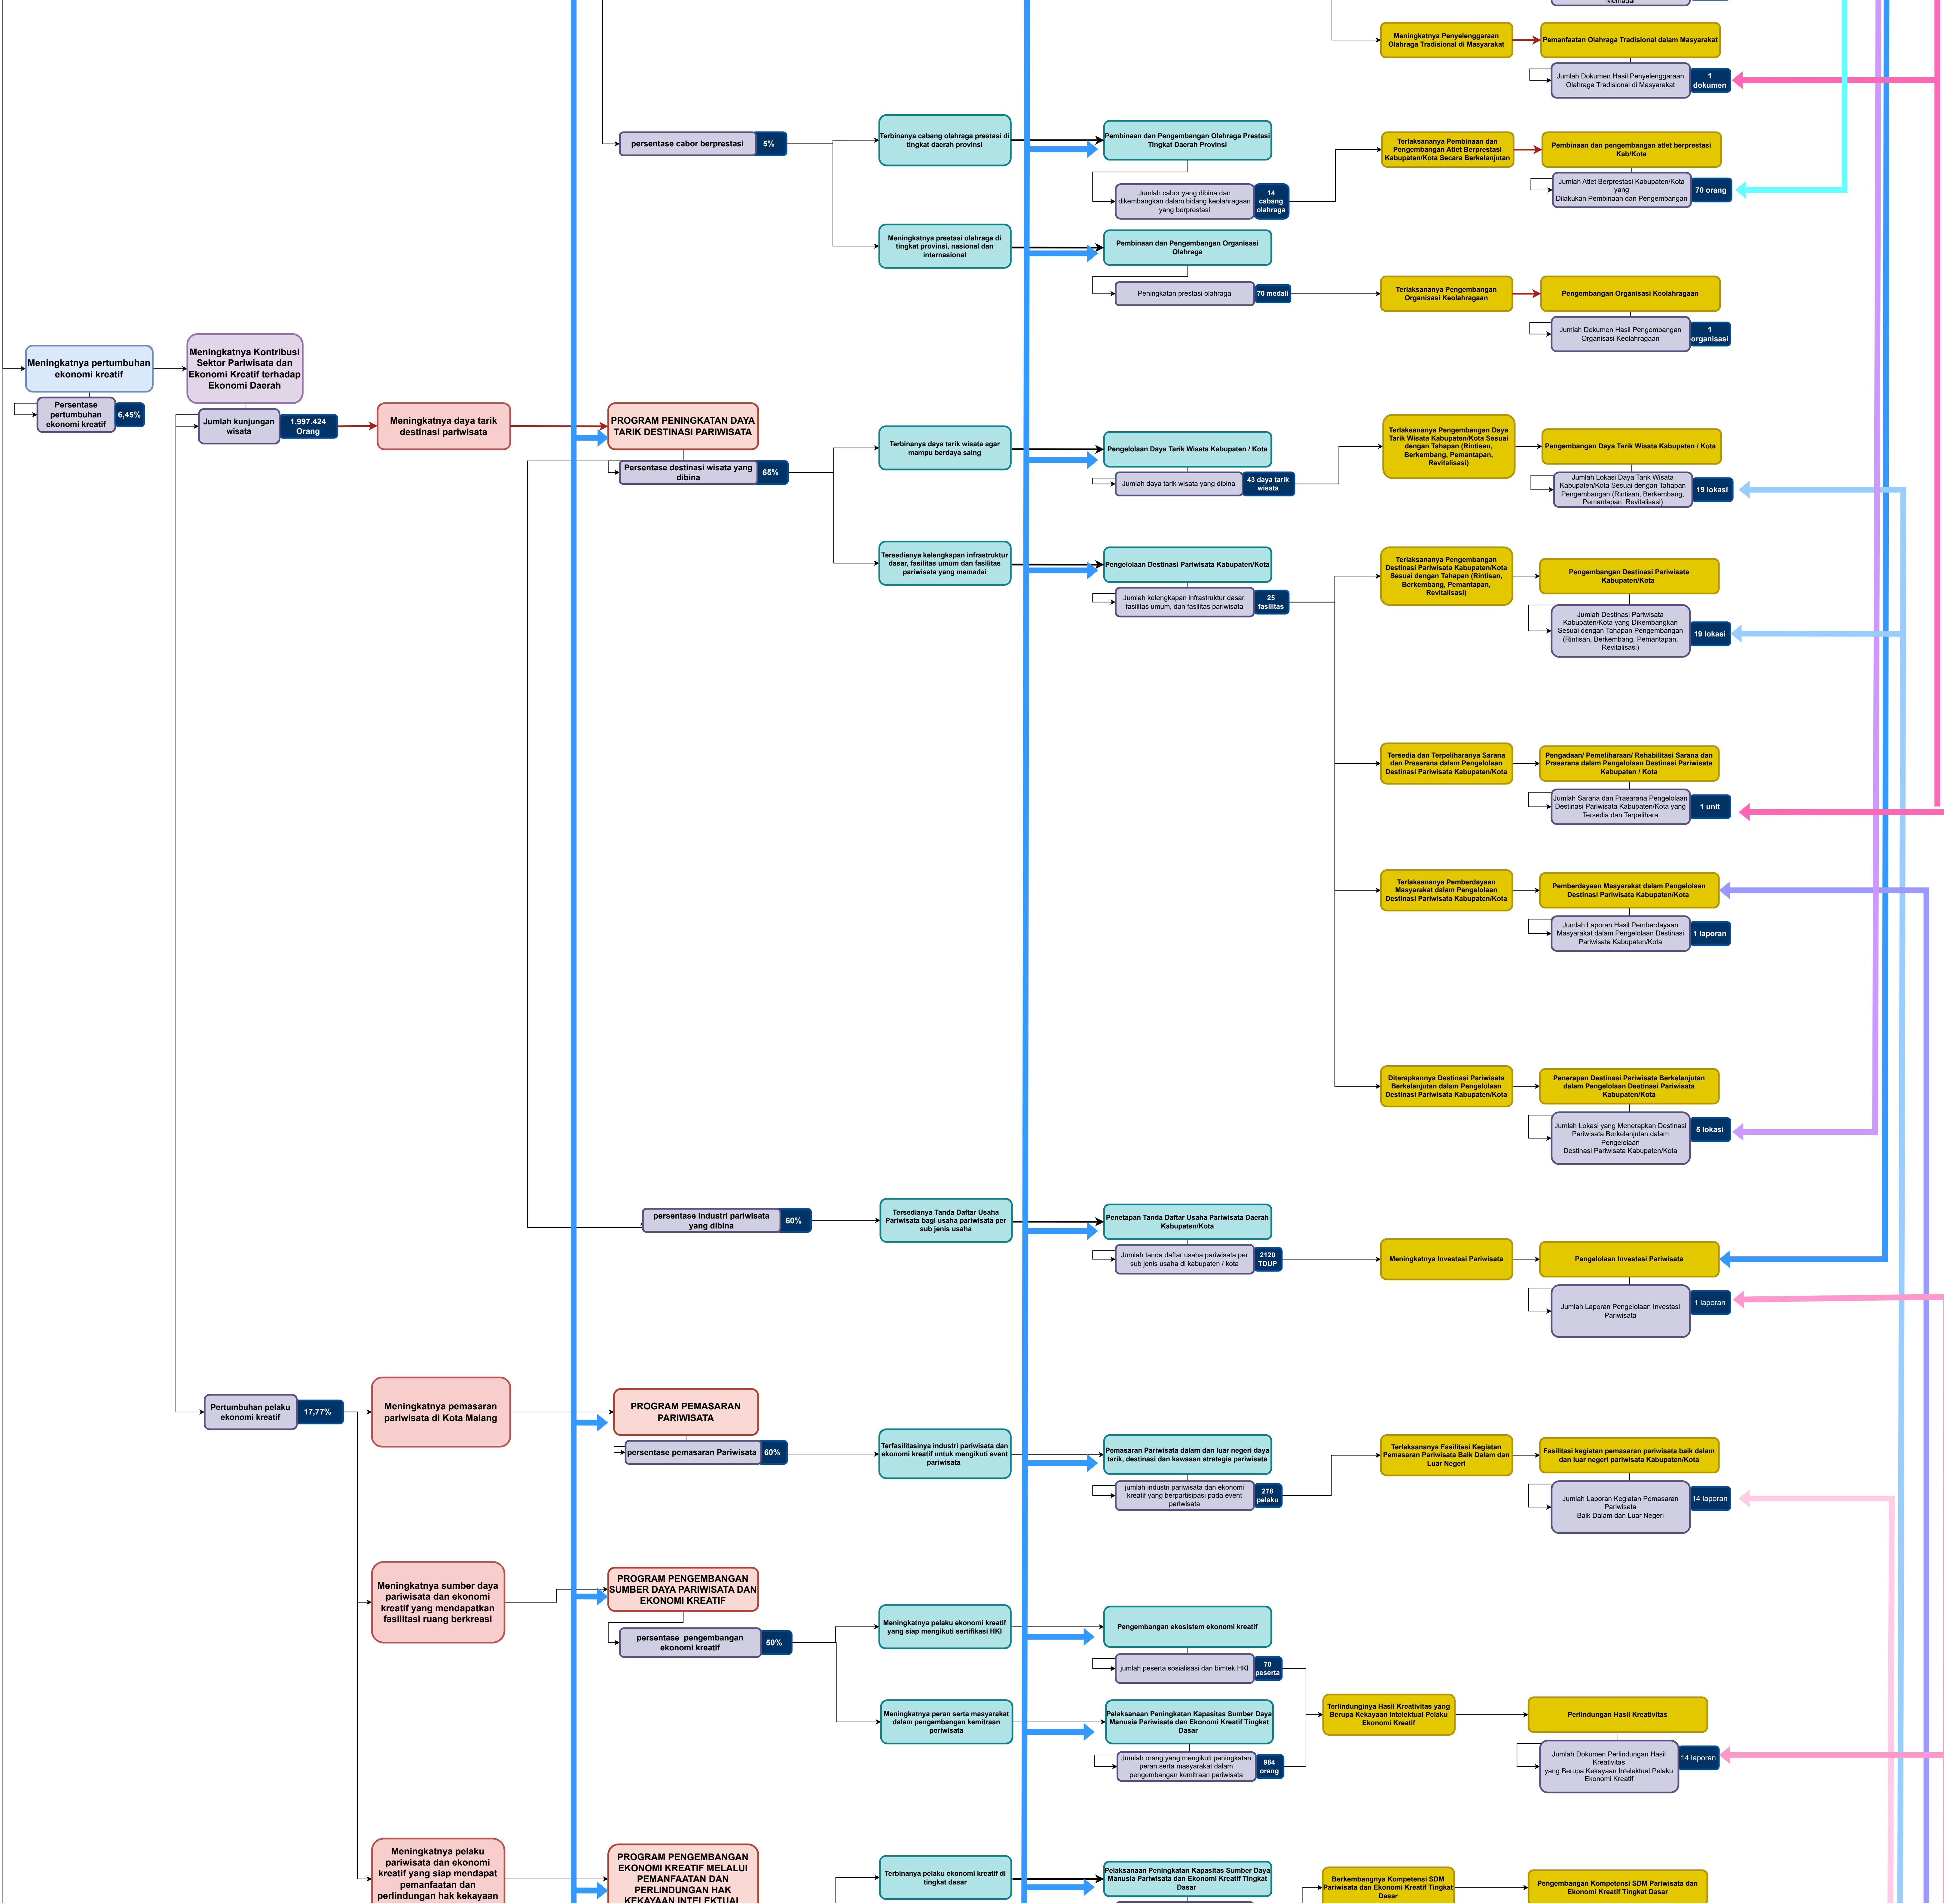 Memadai
Meningkatnya Penyelenggaraan
Olahraga Tradisional di Masyarakat
Pemanfaatan Olahraga Tradisional dalam Masyarakat
Jumlah Dokumen Hasil Penyelenggaraan
Olahraga Tradisional di Masyarakat
1
dokumen
persentase cabor berprestasi
5%
Terbinanya cabang olahraga prestasi di
tingkat daerah provinsi
Pembinaan dan Pengembangan Olahraga Prestasi
Tingkat Daerah Provinsi
Jumlah cabor yang dibina dan
dikembangkan dalam bidang keolahragaan
yang berprestasi
14
cabang
olahraga
Terlaksananya Pembinaan dan
Pengembangan Atlet Berprestasi
Kabupaten/Kota Secara Berkelanjutan
Pembinaan dan pengembangan atlet berprestasi
Kab/Kota
Jumlah Atlet Berprestasi Kabupaten/Kota
yang
Dilakukan Pembinaan dan Pengembangan
70 orang
Meningkatnya prestasi olahraga di
tingkat provinsi, nasional dan
internasional
Pembinaan dan Pengembangan Organisasi
Olahraga
Peningkatan prestasi olahraga
70 medali
Terlaksananya Pengembangan
Organisasi Keolahragaan
Pengembangan Organisasi Keolahragaan
Jumlah Dokumen Hasil Pengembangan
Organisasi Keolahragaan
1
organisasi
Meningkatnya pertumbuhan
ekonomi kreatif
Persentase
pertumbuhan
ekonomi kreatif
6,45%
Meningkatnya Kontribusi
Sektor Pariwisata dan
Ekonomi Kreatif terhadap
Ekonomi Daerah
Jumlah kunjungan
wisata
1.997.424
Orang
Meningkatnya daya tarik
destinasi pariwisata
PROGRAM PENINGKATAN DAYA
TARIK DESTINASI PARIWISATA
Persentase destinasi wisata yang
dibina
65%
Terbinanya daya tarik wisata agar
mampu berdaya saing
Pengelolaan Daya Tarik Wisata Kabupaten / Kota
Jumlah daya tarik wisata yang dibina
43 daya tarik
wisata
Terlaksananya Pengembangan Daya
Tarik Wisata Kabupaten/Kota Sesuai
dengan Tahapan (Rintisan,
Berkembang, Pemantapan,
Revitalisasi)
Pengembangan Daya Tarik Wisata Kabupaten / Kota
Jumlah Lokasi Daya Tarik Wisata
Kabupaten/Kota Sesuai dengan Tahapan
Pengembangan (Rintisan, Berkembang,
Pemantapan, Revitalisasi)
19 lokasi
Tersedianya kelengkapan infrastruktur
dasar, fasilitas umum dan fasilitas
pariwisata yang memadai
Pengelolaan Destinasi Pariwisata Kabupaten/Kota
Jumlah kelengkapan infrastruktur dasar,
fasilitas umum, dan fasilitas pariwisata
25
fasilitas
Terlaksananya Pengembangan
Destinasi Pariwisata Kabupaten/Kota
Sesuai dengan Tahapan (Rintisan,
Berkembang, Pemantapan,
Revitalisasi)
Pengembangan Destinasi Pariwisata
Kabupaten/Kota
Jumlah Destinasi Pariwisata
Kabupaten/Kota yang Dikembangkan
Sesuai dengan Tahapan Pengembangan
(Rintisan, Berkembang, Pemantapan,
Revitalisasi)
19 lokasi
Tersedia dan Terpeliharanya Sarana
dan Prasarana dalam Pengelolaan
Destinasi Pariwisata Kabupaten/Kota
Pengadaan/ Pemeliharaan/ Rehabilitasi Sarana dan
Prasarana dalam Pengelolaan Destinasi Pariwisata
Kabupaten / Kota
Jumlah Sarana dan Prasarana Pengelolaan
Destinasi Pariwisata Kabupaten/Kota yang
Tersedia dan Terpelihara
1 unit
Terlaksananya Pemberdayaan
Masyarakat dalam Pengelolaan
Destinasi Pariwisata Kabupaten/Kota
Pemberdayaan Masyarakat dalam Pengelolaan
Destinasi Pariwisata Kabupaten/Kota
Jumlah Laporan Hasil Pemberdayaan
Masyarakat dalam Pengelolaan Destinasi
Pariwisata Kabupaten/Kota
1 laporan
Diterapkannya Destinasi Pariwisata
Berkelanjutan dalam Pengelolaan
Destinasi Pariwisata Kabupaten/Kota
Penerapan Destinasi Pariwisata Berkelanjutan
dalam Pengelolaan Destinasi Pariwisata
Kabupaten/Kota
Jumlah Lokasi yang Menerapkan Destinasi
Pariwisata Berkelanjutan dalam
Pengelolaan
Destinasi Pariwisata Kabupaten/Kota
5 lokasi
persentase industri pariwisata
yang dibina
60%
Tersedianya Tanda Daftar Usaha
Pariwisata bagi usaha pariwisata per
sub jenis usaha
Penetapan Tanda Daftar Usaha Pariwisata Daerah
Kabupaten/Kota
Jumlah tanda daftar usaha pariwisata per
sub jenis usaha di kabupaten / kota
2120
TDUP
Meningkatnya Investasi Pariwisata
Pengelolaan Investasi Pariwisata
Jumlah Laporan Pengelolaan Investasi
Pariwisata
1 laporan
Pertumbuhan pelaku
ekonomi kreatif
17,77%
Meningkatnya pemasaran
pariwisata di Kota Malang
PROGRAM PEMASARAN
PARIWISATA
persentase pemasaran Pariwisata
60%
Terfasilitasinya industri pariwisata dan
ekonomi kreatif untuk mengikuti event
pariwisata
Pemasaran Pariwisata dalam dan luar negeri daya
tarik, destinasi dan kawasan strategis pariwisata
jumlah industri pariwisata dan ekonomi
kreatif yang berpartisipasi pada event
pariwisata
278
pelaku
Terlaksananya Fasilitasi Kegiatan
Pemasaran Pariwisata Baik Dalam dan
Luar Negeri
Fasilitasi kegiatan pemasaran pariwisata baik dalam
dan luar negeri pariwisata Kabupaten/Kota
Jumlah Laporan Kegiatan Pemasaran
Pariwisata
Baik Dalam dan Luar Negeri
14 laporan
Meningkatnya sumber daya
pariwisata dan ekonomi
kreatif yang mendapatkan
fasilitasi ruang berkreasi
PROGRAM PENGEMBANGAN
SUMBER DAYA PARIWISATA DAN
EKONOMI KREATIF
persentase pengembangan
ekonomi kreatif
50%
Meningkatnya pelaku ekonomi kreatif
yang siap mengikuti sertifikasi HKI
Pengembangan ekosistem ekonomi kreatif
jumlah peserta sosialisasi dan bimtek HKI
70
peserta
Meningkatnya peran serta masyarakat
dalam pengembangan kemitraan
periwisata
Pelaksanaan Peningkatan Kapasitas Sumber Daya
Manusia Pariwisata dan Ekonomi Kreatif Tingkat
Dasar
Jumlah orang yang mengikuti peningkatan
peran serta masyarakat dalam
pengembangan kemitraan pariwisata
984
orang
Terlindunginya Hasil Kreativitas yang
Berupa Kekayaan Intelektual Pelaku
Ekonomi Kreatif
Perlindungan Hasil Kreativitas
Jumlah Dokumen Perlindungan Hasil
Kreativitas
yang Berupa Kekayaan Intelektual Pelaku
Ekonomi Kreatif
14 laporan
Meningkatnya pelaku
pariwisata dan ekonomi
kreatif yang siap mendapat
pemanfaatan dan
perlindungan hak kekayaan
PROGRAM PENGEMBANGAN
EKONOMI KREATIF MELALUI
PEMANFAATAN DAN
PERLINDUNGAN HAK
KEKAYAAN INTELEKTUAL
Terbinanya pelaku ekonomi kreatif di
tingkat dasar
Pelaksanaan Peningkatan Kapasitas Sumber Daya
Manusia Pariwisata dan Ekonomi Kreatif Tingkat
Dasar
Berkembangnya Kompetensi SDM
Pariwisata dan Ekonomi Kreatif Tingkat
Dasar
Pengembangan Kompetensi SDM Pariwisata dan
Ekonomi Kreatif Tingkat Dasar